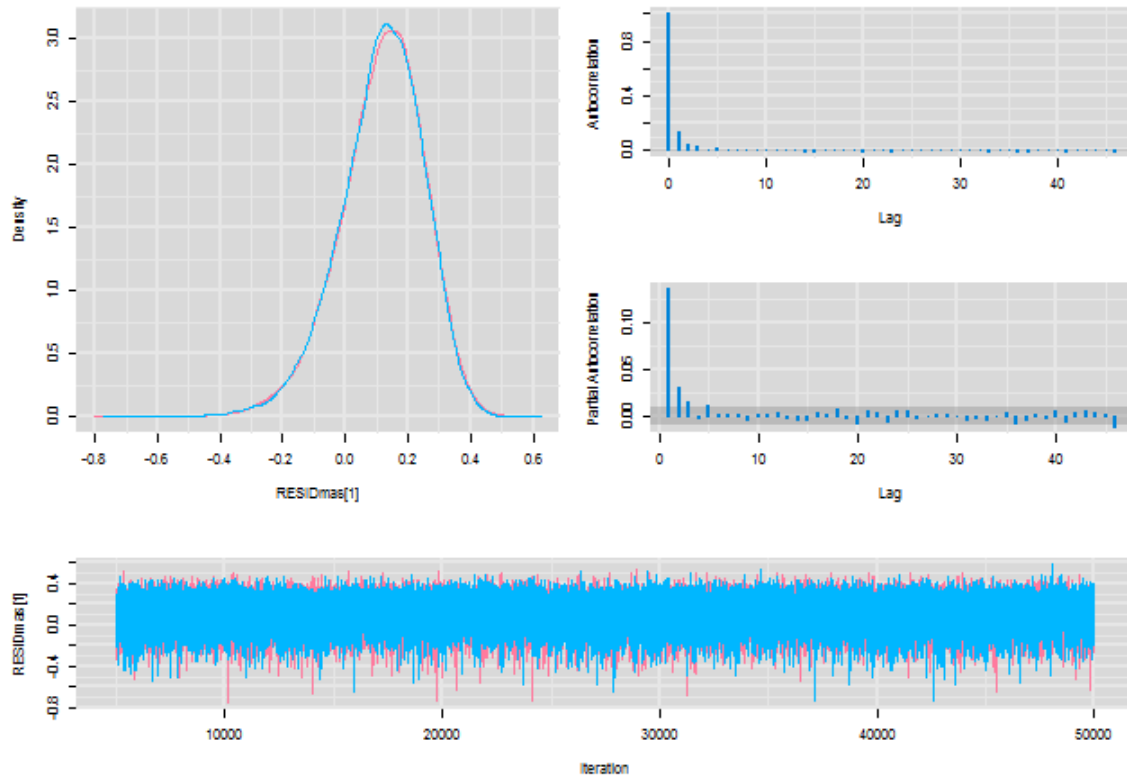 Density
0.0 0.5 1.0 1.5 2.0 2.5 3.0
−0.8 −0.6 −0.4 −0.2 0.0 0.2 0.4 0.6
RESIDmas[1]
Autocorrelation
0.0 0.4 0.8
0 10 20 30 40
Lag
Partial Autocorrelation
0.00 0.05 0.10
0 10 20 30 40
Lag
RESIDmas[1]
−0.8 −0.4 0.0 0.4
10000 20000 30000 40000 50000
Iteration